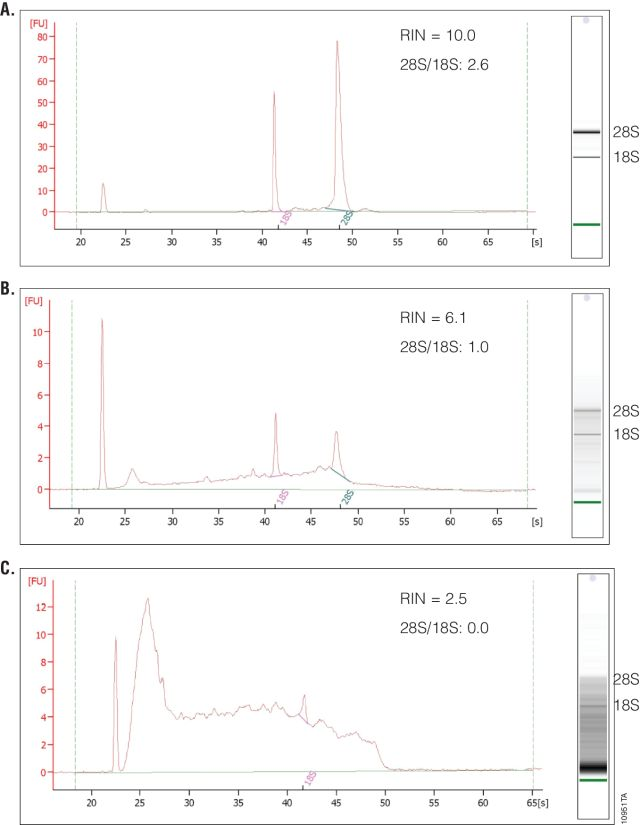 A.
[FU]
RIN = 10.0
28S/18S: 2.6
80
70
60
50
40
30
20
10
0
18S
28S
20 25 30 35 40 45 50 55 60 65 [s]
28S
18S
B.
[FU]
RIN = 6.1
28S/18S: 1.0
10
8
6
4
2
0
18S
28S
20 25 30 35 40 45 50 55 60 65 [s]
28S
18S
C.
[FU]
RIN = 2.5
28S/18S: 0.0
12
10
8
6
4
2
0
18S
20 25 30 35 40 45 50 55 60 65[s]
28S
18S
10951TA